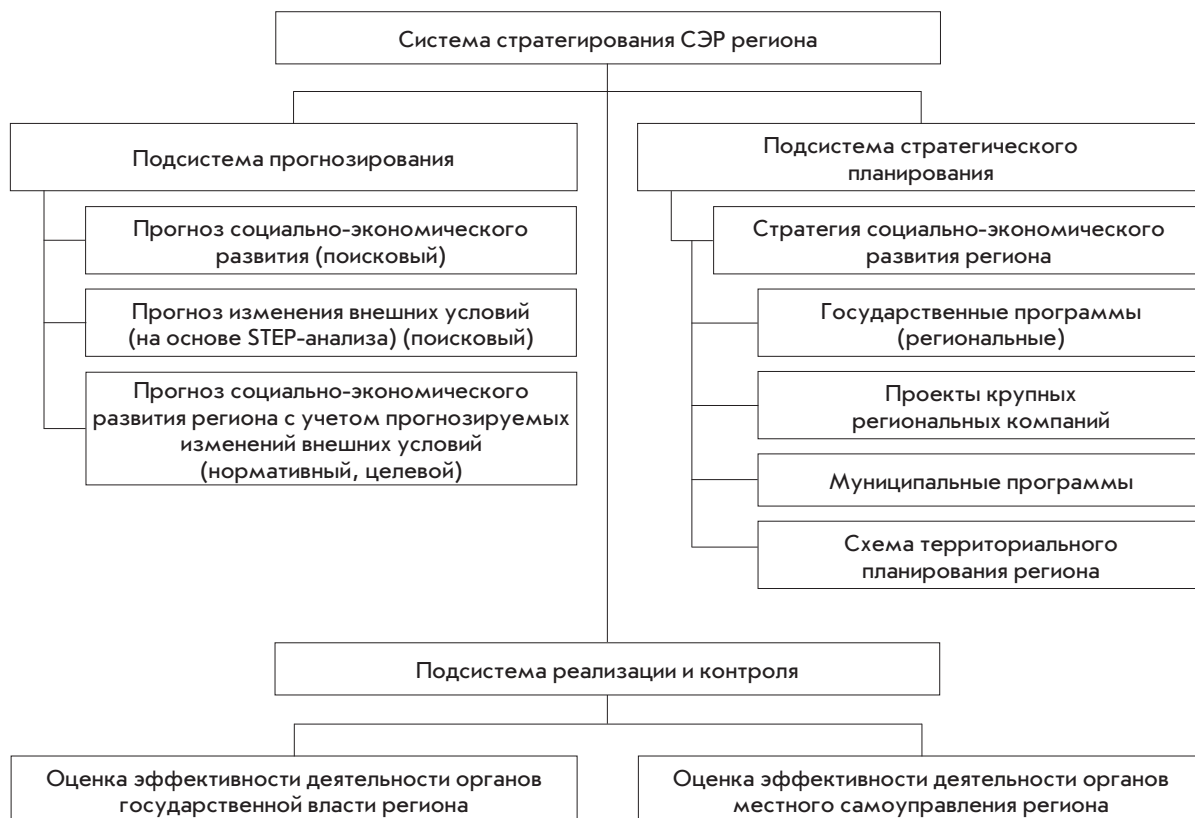 Система стратегирования СЭР региона
Подсистема прогнозирования
Прогноз социально-экономического
развития (поисковый)
Прогноз изменения внешних условий
(на основе STEP-анализа) (поисковый)
Прогноз социально-экономического
развития региона с учетом прогнозируемых
изменений внешних условий
(нормативный, целевой)
Подсистема стратегического
планирования
Стратегия социально-экономического
развития региона
Государственные программы
(региональные)
Проекты крупных
региональных компаний
Муниципальные программы
Схема территориального
планирования региона
Подсистема реализации и контроля
Оценка эффективности деятельности органов
государственной власти региона
Оценка эффективности деятельности органов
местного самоуправления региона